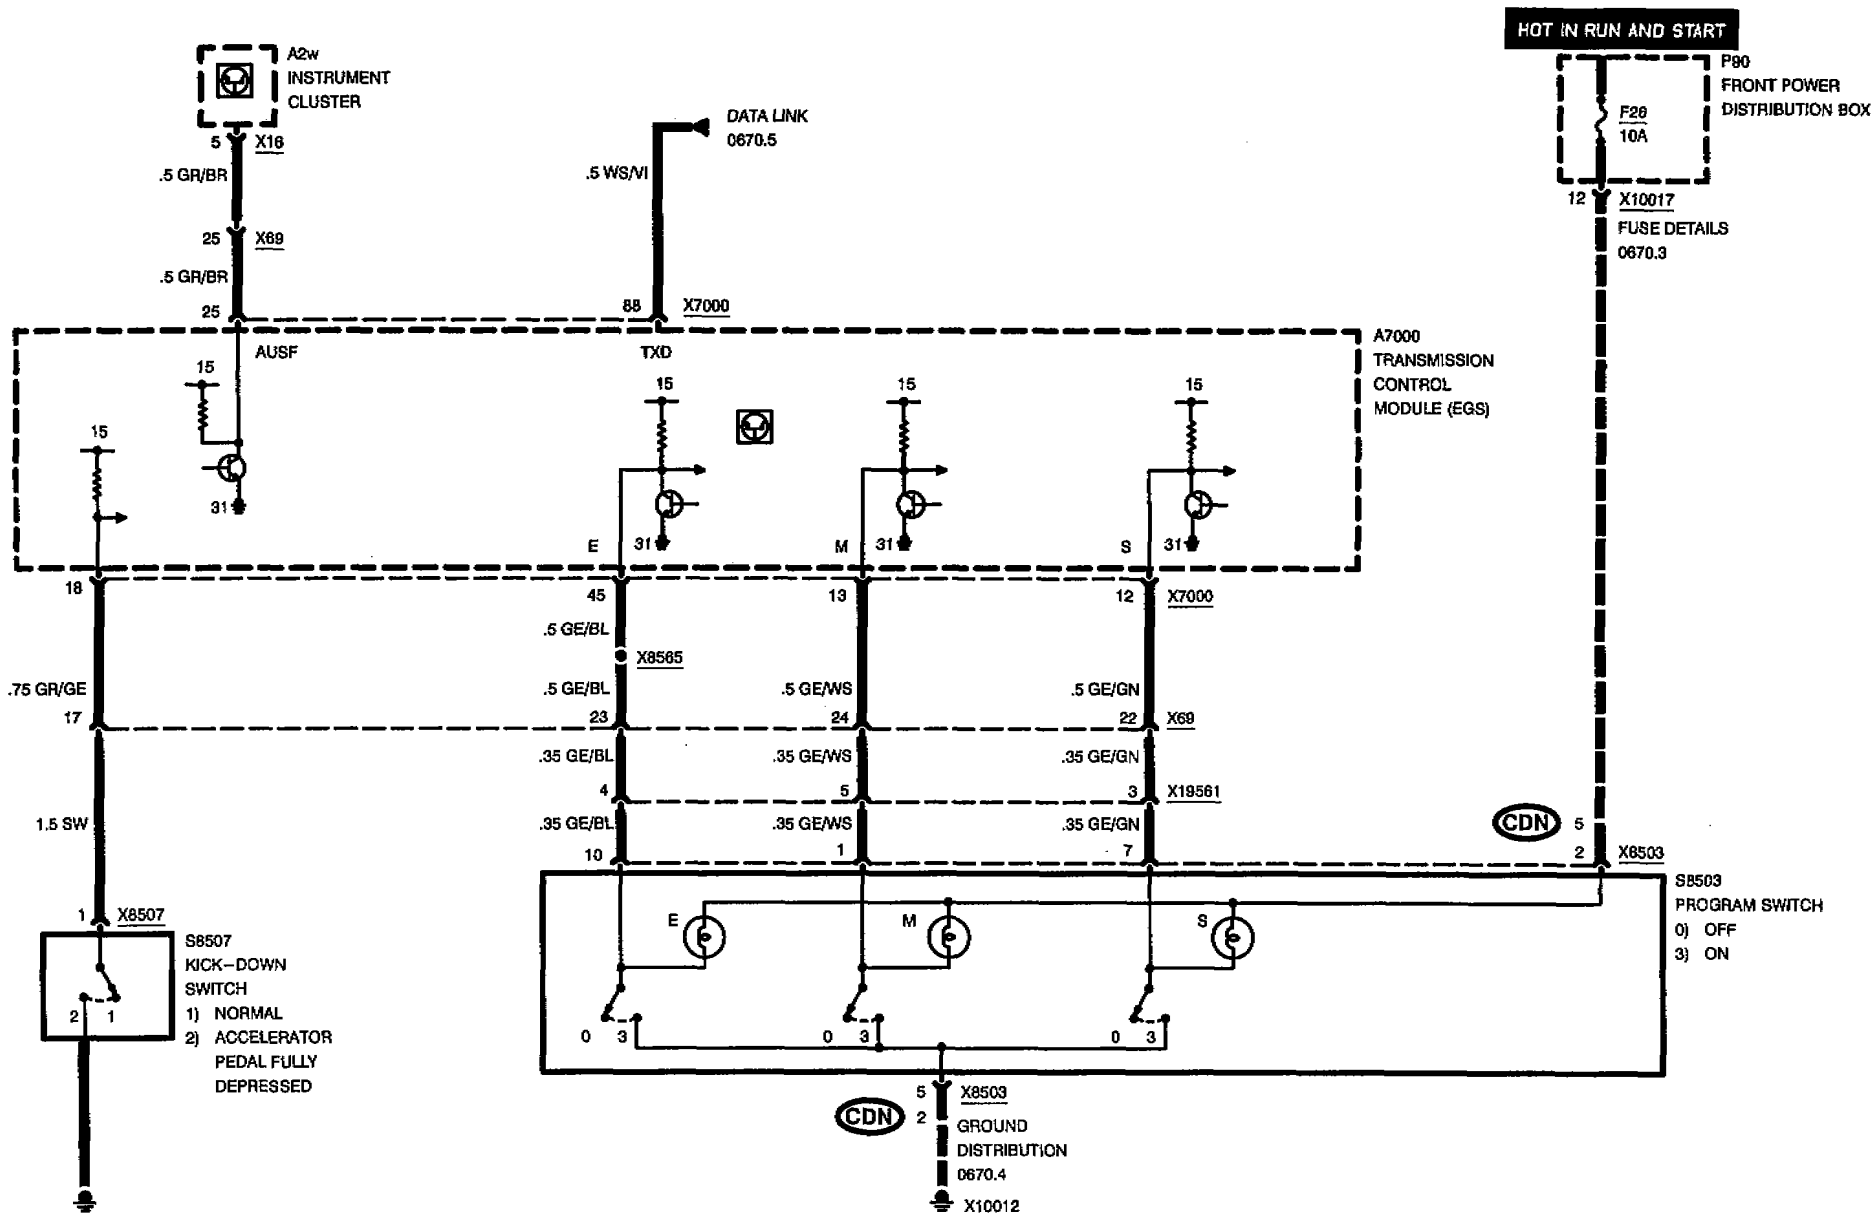 HOT IN RUN AND START
A2w
INSTRUMENT
CLUSTER
P90
FRONT POWER
DISTRIBUTION BOX
F28
10A
DATA LINK
0670.5
5 X16
.5 GR/BR
.5 WS/VI
12 X10017
FUSE DETAILS
0670.3
25 X69
.5 GR/BR
25
88 X7000
A7000
TRANSMISSION
CONTROL
MODULE (EGS)
AUSF
TXD
15
15
15
15
15
31
31
31
31
E
M
S
18
45
13
12 X7000
.5 GE/BL
X8565
.75 GR/GE
.5 GE/BL
.5 GE/WS
.5 GE/GN
17
23
24
22 X69
.35 GE/BL
.35 GE/WS
.35 GE/GN
4
5
3 X19561
1.5 SW
.35 GE/BL
.35 GE/WS
.35 GE/GN
CDN
5
10
1
7
2 X8503
S8503
PROGRAM SWITCH
0) OFF
3) ON
1 X8507
S8507
KICK-DOWN
SWITCH
1) NORMAL
2) ACCELERATOR
PEDAL FULLY
DEPRESSED
2 1
E
M
S
0 3
0 3
0 3
5 X8503
CDN
2
GROUND
DISTRIBUTION
0670.4
X10012